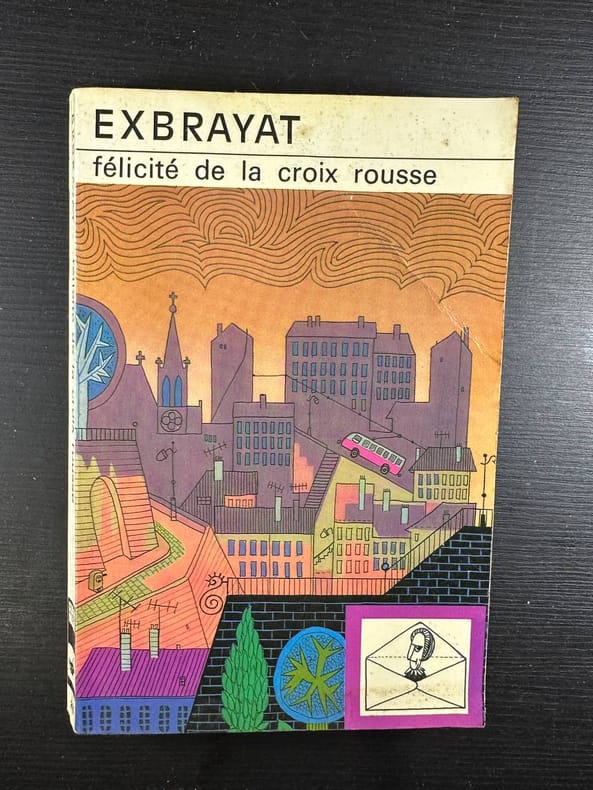 EXBRAYAT
félicité de la croix rousse